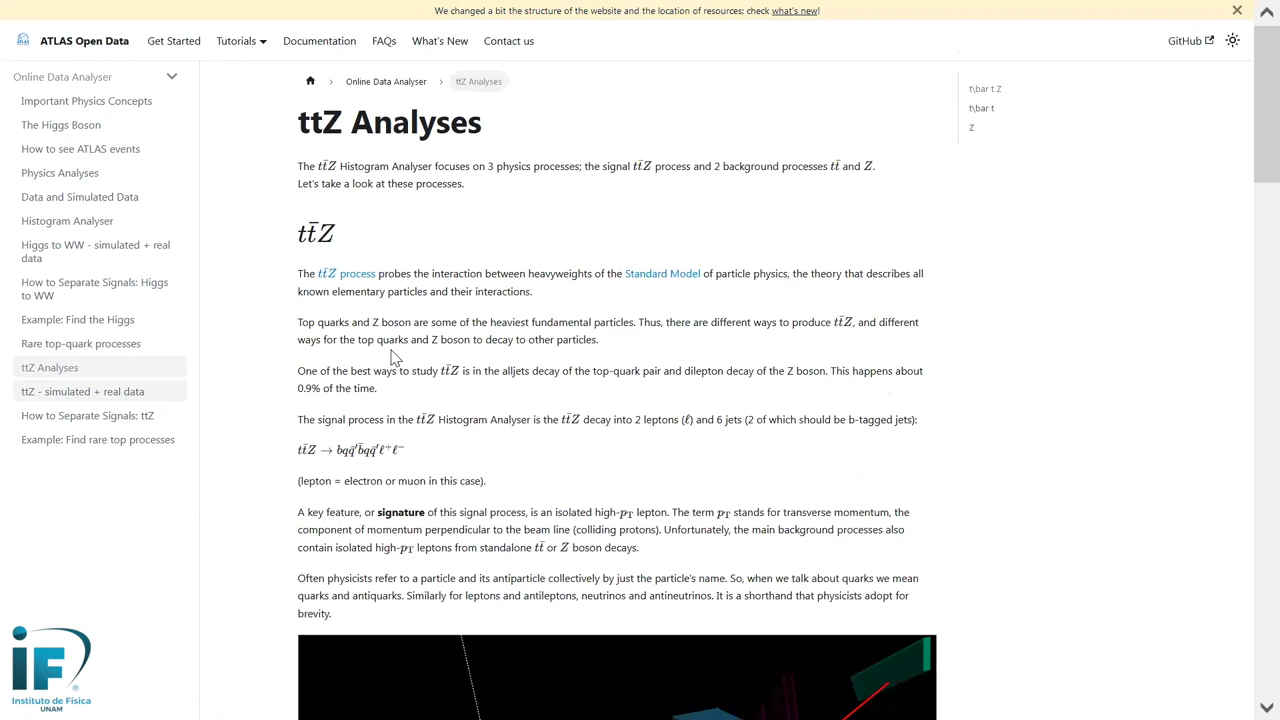 We changed a bit the structure of the website and the location of resources; check what's new!
ATLAS Open Data Get Started Tutorials Documentation FAQs What's New Contact us GitHub
Online Data Analyser
Important Physics Concepts
The Higgs Boson
How to see ATLAS events
Physics Analyses
Data and Simulated Data
Histogram Analyser
Higgs to WW - simulated + real
data
How to Separate Signals: Higgs
to WW
Example: Find the Higgs
Rare top-quark processes
ttZ Analyses
ttZ - simulated + real data
How to Separate Signals: ttZ
Example: Find rare top processes
Online Data Analyser ttZ Analyses
ttZ Analyses
The tt̄Z Histogram Analyser focuses on 3 physics processes; the signal tt̄Z process and 2 background processes tt̄ and Z.
Let's take a look at these processes.
tt̄Z
The tt̄Z process probes the interaction between heavyweights of the Standard Model of particle physics, the theory that describes all
known elementary particles and their interactions.
Top quarks and Z boson are some of the heaviest fundamental particles. Thus, there are different ways to produce tt̄Z, and different
ways for the top quarks and Z boson to decay to other particles.
One of the best ways to study tt̄Z is in the alljets decay of the top-quark pair and dilepton decay of the Z boson. This happens about
0.9% of the time.
The signal process in the tt̄Z Histogram Analyser is the tt̄Z decay into 2 leptons (ℓ) and 6 jets (2 of which should be b-tagged jets):
tt̄Z → bqq̄′b̄qq̄′ℓ⁺ℓ⁻
(lepton = electron or muon in this case).
A key feature, or signature of this signal process, is an isolated high-pT lepton. The term pT stands for transverse momentum, the
component of momentum perpendicular to the beam line (colliding protons). Unfortunately, the main background processes also
contain isolated high-pT leptons from standalone tt̄ or Z boson decays.
Often physicists refer to a particle and its antiparticle collectively by just the particle's name. So, when we talk about quarks we mean
quarks and antiquarks. Similarly for leptons and antileptons, neutrinos and antineutrinos. It is a shorthand that physicists adopt for
brevity.
t\bar t Z
t\bar t
Z
iF
Instituto de Física
UNAM